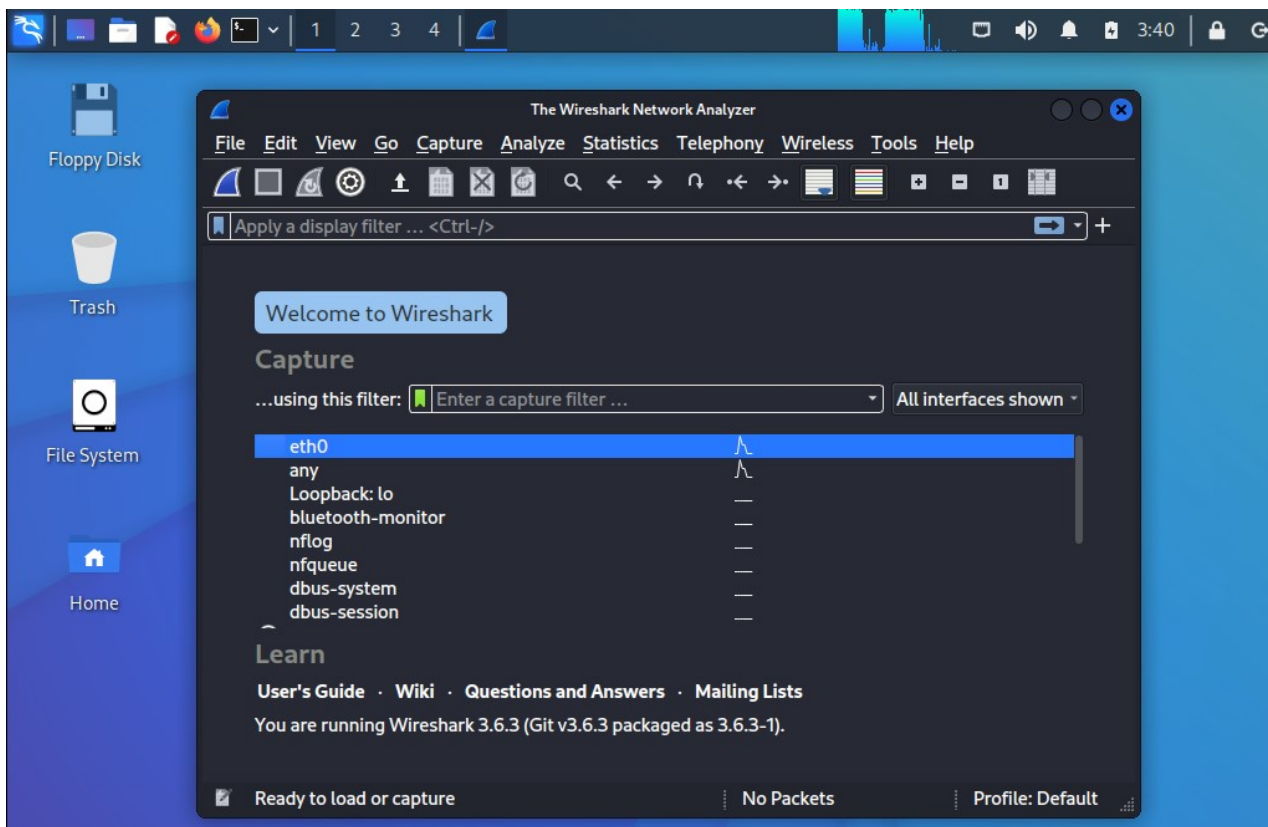 1 2 3 4 3:40
Floppy Disk
Trash
File System
Home
The Wireshark Network Analyzer
File Edit View Go Capture Analyze Statistics Telephony Wireless Tools Help
Apply a display filter ... <Ctrl-/>
Welcome to Wireshark
Capture
...using this filter: Enter a capture filter ... All interfaces shown
eth0
any
Loopback: lo
bluetooth-monitor
nflog
nfqueue
dbus-system
dbus-session
Learn
User's Guide · Wiki · Questions and Answers · Mailing Lists
You are running Wireshark 3.6.3 (Git v3.6.3 packaged as 3.6.3-1).
Ready to load or capture No Packets Profile: Default